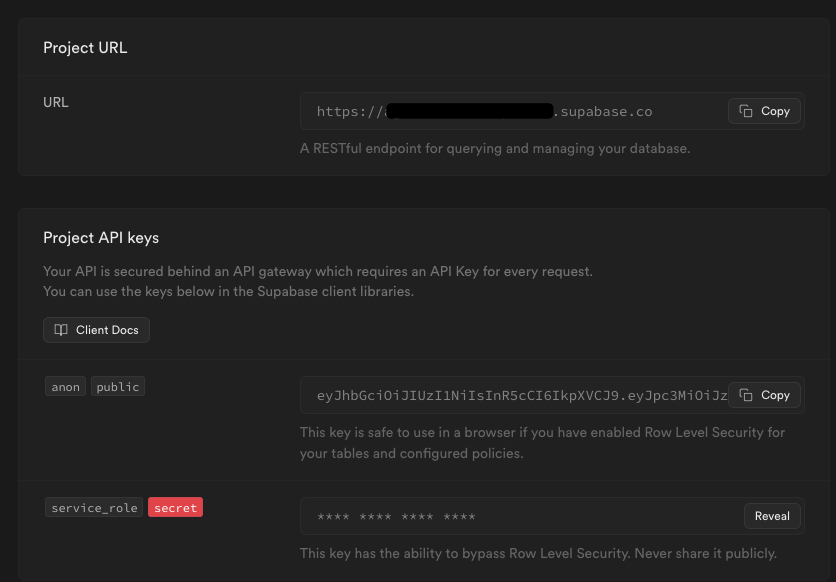 Project URL
URL
https://
.supabase.co
Copy
A RESTful endpoint for querying and managing your database.
Project API keys
Your API is secured behind an API gateway which requires an API Key for every request.
You can use the keys below in the Supabase client libraries.
Client Docs
anon public
eyJhbGciOiJIUzI1NiIsInR5cCI6IkpXVCJ9.eyJpc3MiOiJz
Copy
This key is safe to use in a browser if you have enabled Row Level Security for
your tables and configured policies.
service_role secret
**** **** **** ****
Reveal
This key has the ability to bypass Row Level Security. Never share it publicly.